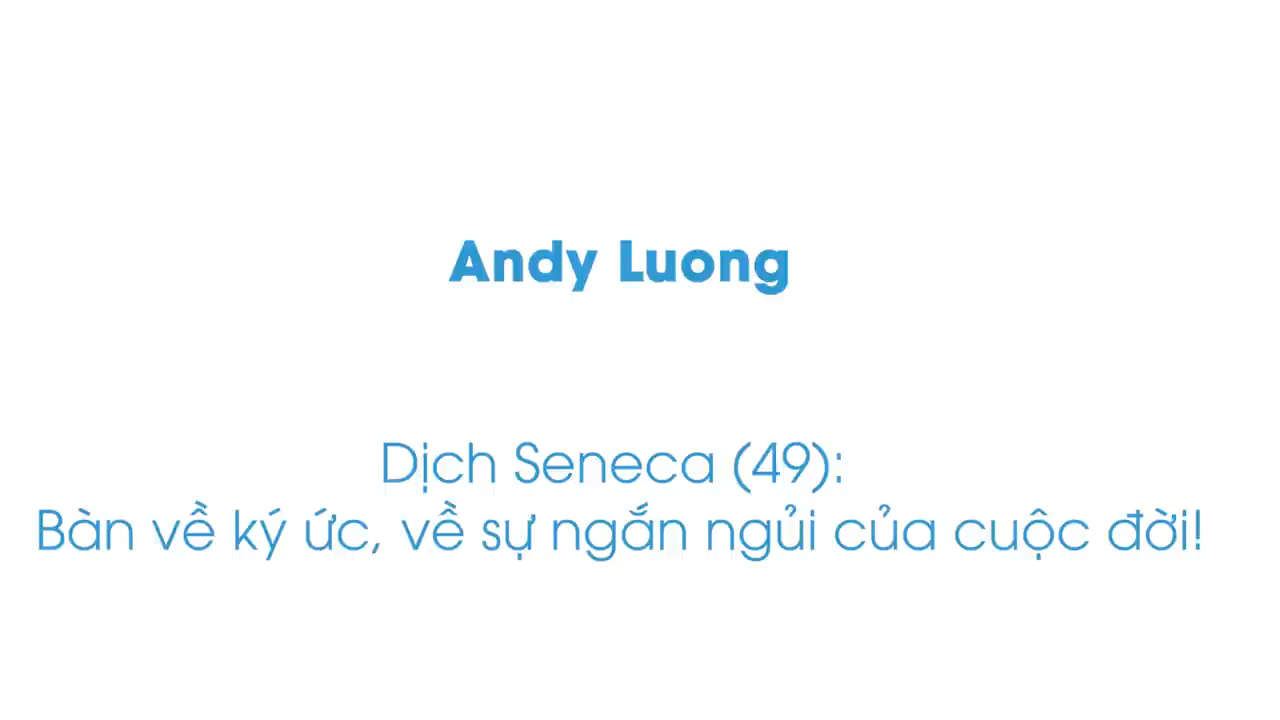 Andy Luong
Dịch Seneca (49):
Bàn về ký ức, về sự ngắn ngủi của cuộc đời!